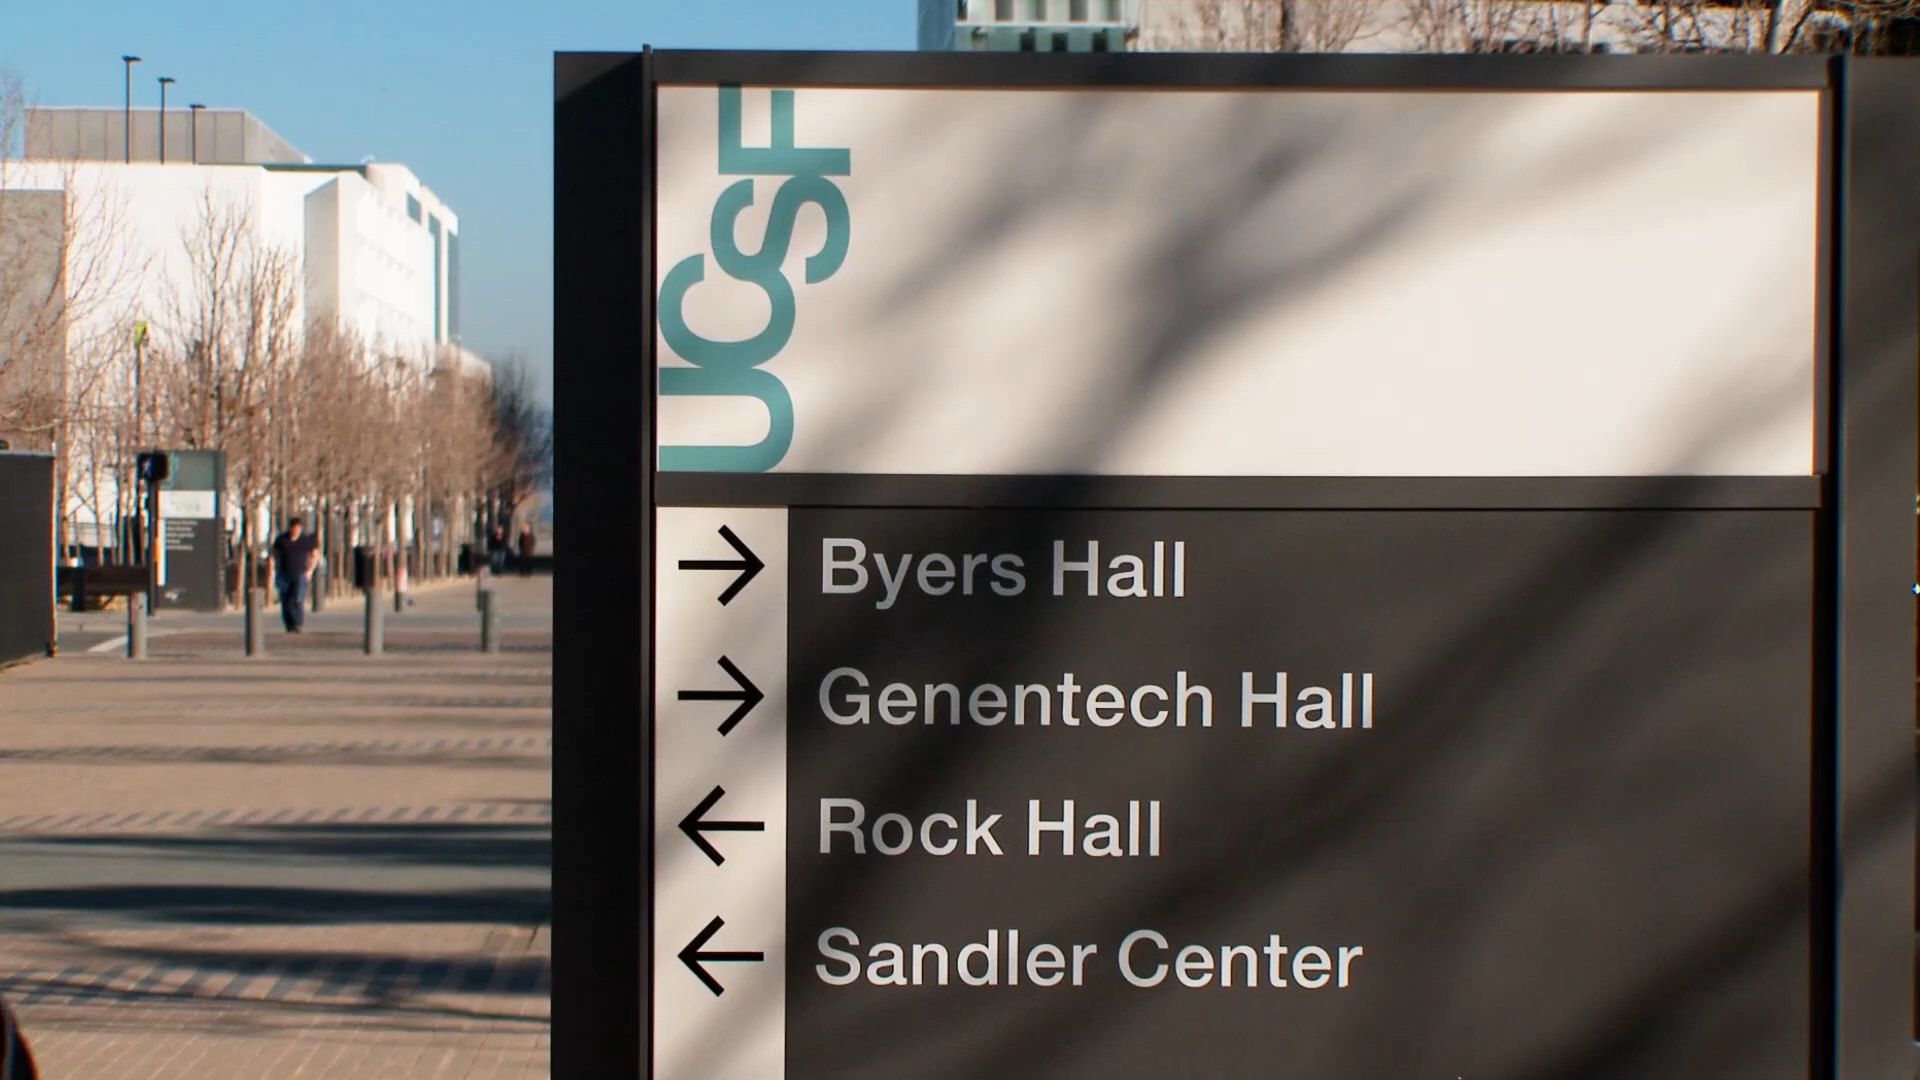 UCSF
→ Byers Hall
→ Genentech Hall
← Rock Hall
← Sandler Center